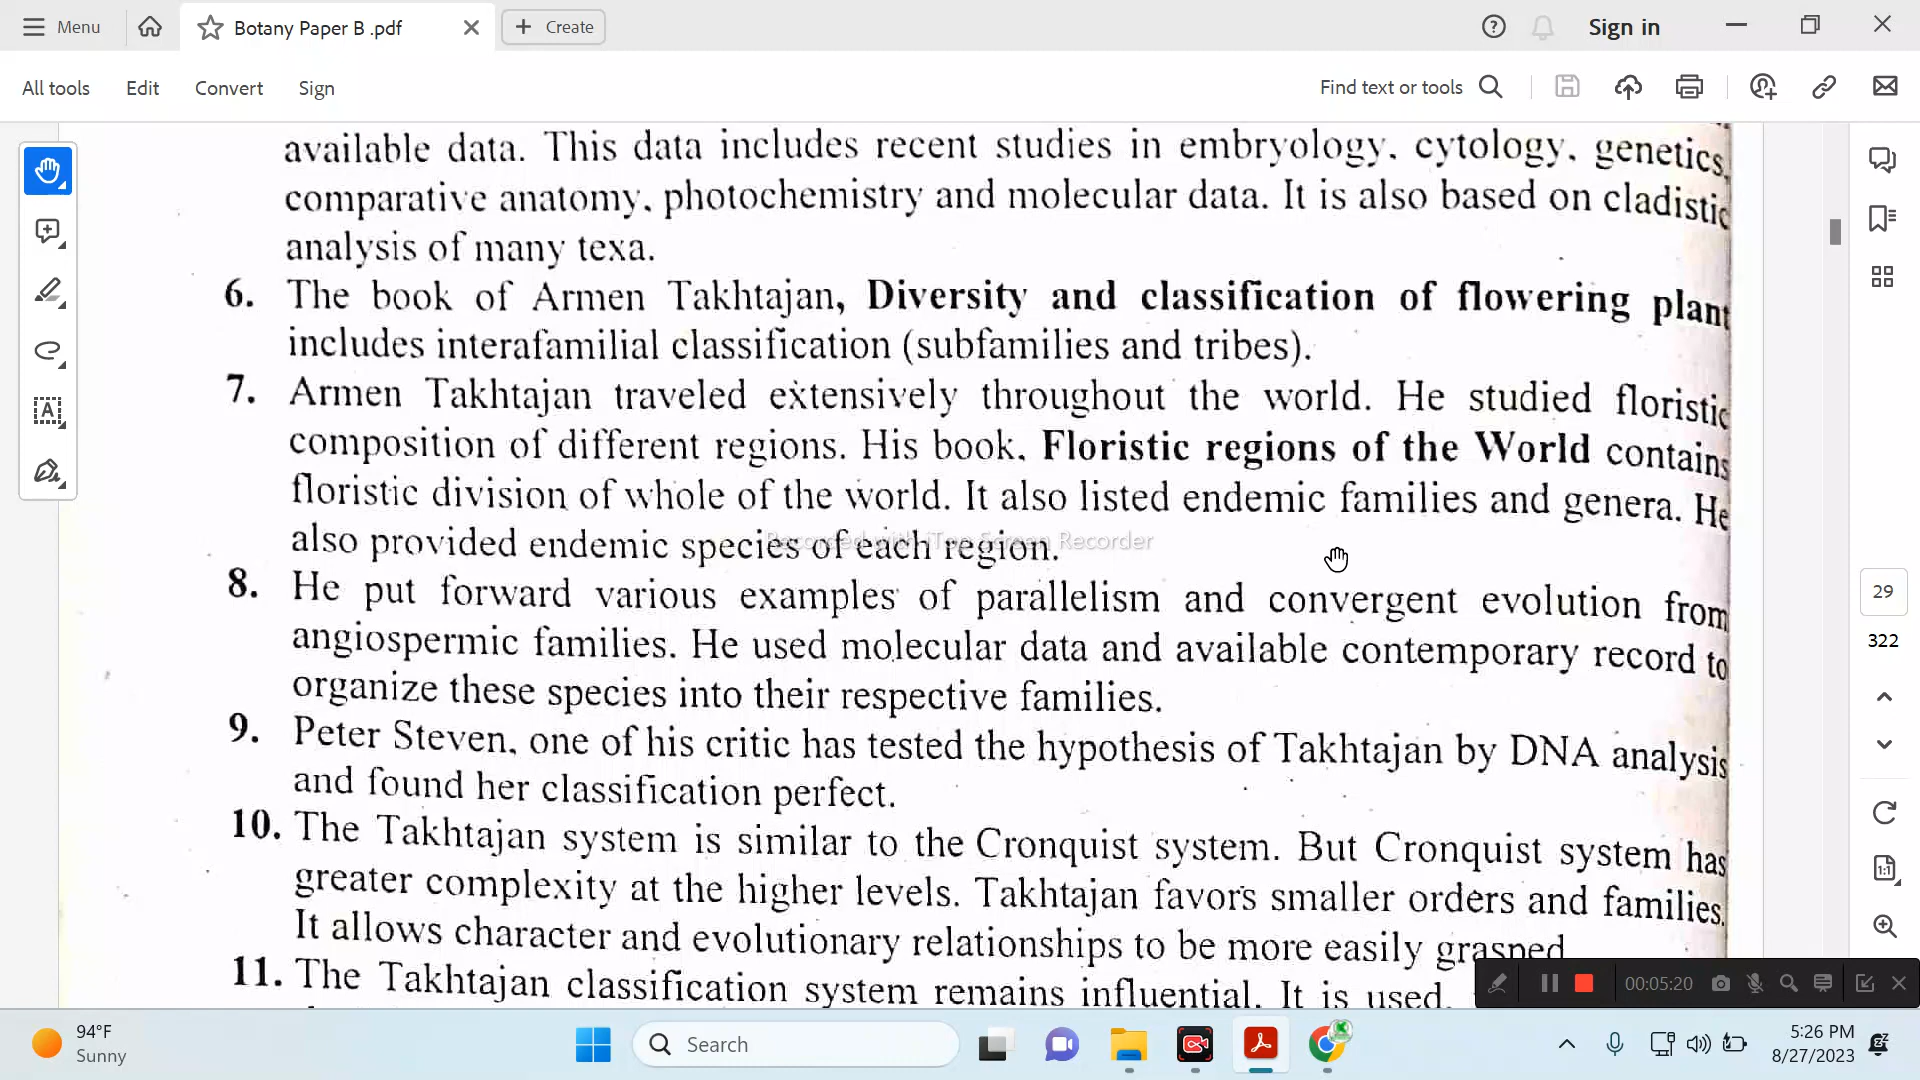 Menu
Botany Paper B .pdf
Create
Sign in
All tools
Edit
Convert
Sign
Find text or tools
available data. This data includes recent studies in embryology, cytology, genetics,
comparative anatomy, photochemistry and molecular data. It is also based on cladistic
analysis of many texa.
6. The book of Armen Takhtajan, Diversity and classification of flowering plant
includes interafamilial classification (subfamilies and tribes).
7. Armen Takhtajan traveled extensively throughout the world. He studied floristic
composition of different regions. His book, Floristic regions of the World contains
floristic division of whole of the world. It also listed endemic families and genera. He
also provided endemic species of each region.
Recorded with iTop Screen Recorder
8. He put forward various examples of parallelism and convergent evolution from
angiospermic families. He used molecular data and available contemporary record to
organize these species into their respective families.
9. Peter Steven, one of his critic has tested the hypothesis of Takhtajan by DNA analysis
and found her classification perfect.
10. The Takhtajan system is similar to the Cronquist system. But Cronquist system has
greater complexity at the higher levels. Takhtajan favors smaller orders and families.
It allows character and evolutionary relationships to be more easily grasped
11. The Takhtajan classification system remains influential. It is used,
29
322
1:1
00:05:20
94°F
Sunny
Search
5:26 PM
8/27/2023